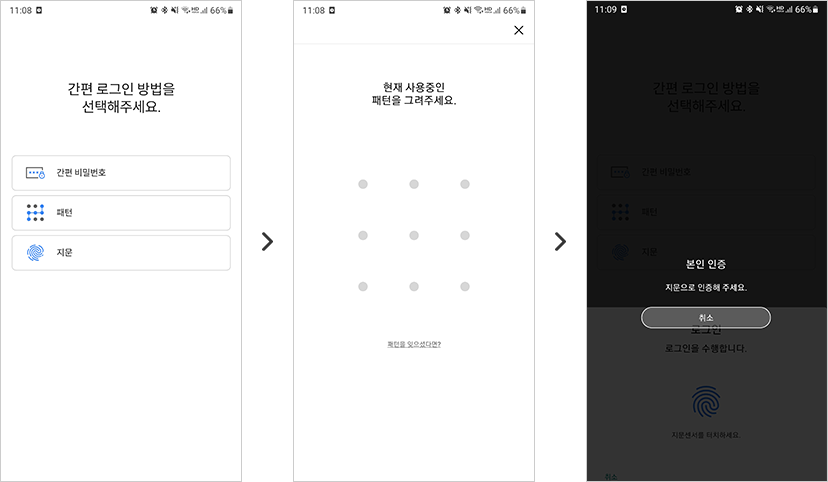 11:08
66%
간편 로그인 방법을
선택해주세요.
간편 비밀번호
패턴
지문
11:08
66%
현재 사용중인
패턴을 그려주세요.
패턴을 잊으셨다면?
11:09
66%
간편 로그인 방법을
선택해주세요.
간편 비밀번호
패턴
지문
본인 인증
지문으로 인증해 주세요.
취소
로그인
로그인을 수행합니다.
지문센서를 터치하세요.
취소